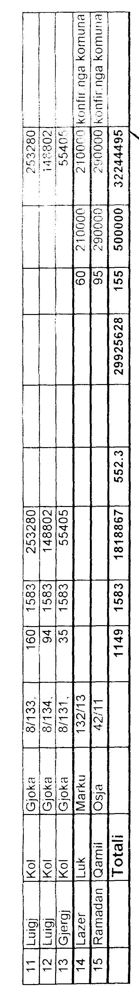 11 Luigj Kol Gjoka 8/133, 160 1583 253280 253280
12 Luigj Kol Gjoka 8/134, 94 1583 148802 148802
13 Gjergj Kol Gjoka 8/131, 35 1583 55405 55405
14 Lazer Luk Marku 132/13 60 210000 210000 konfir.nga komuna
15 Ramadan Qamil Osja 42/11 95 290000 290000 konfir.nga komuna
Totali 1149 1583 1818867 552.3 29925628 155 500000 32244495